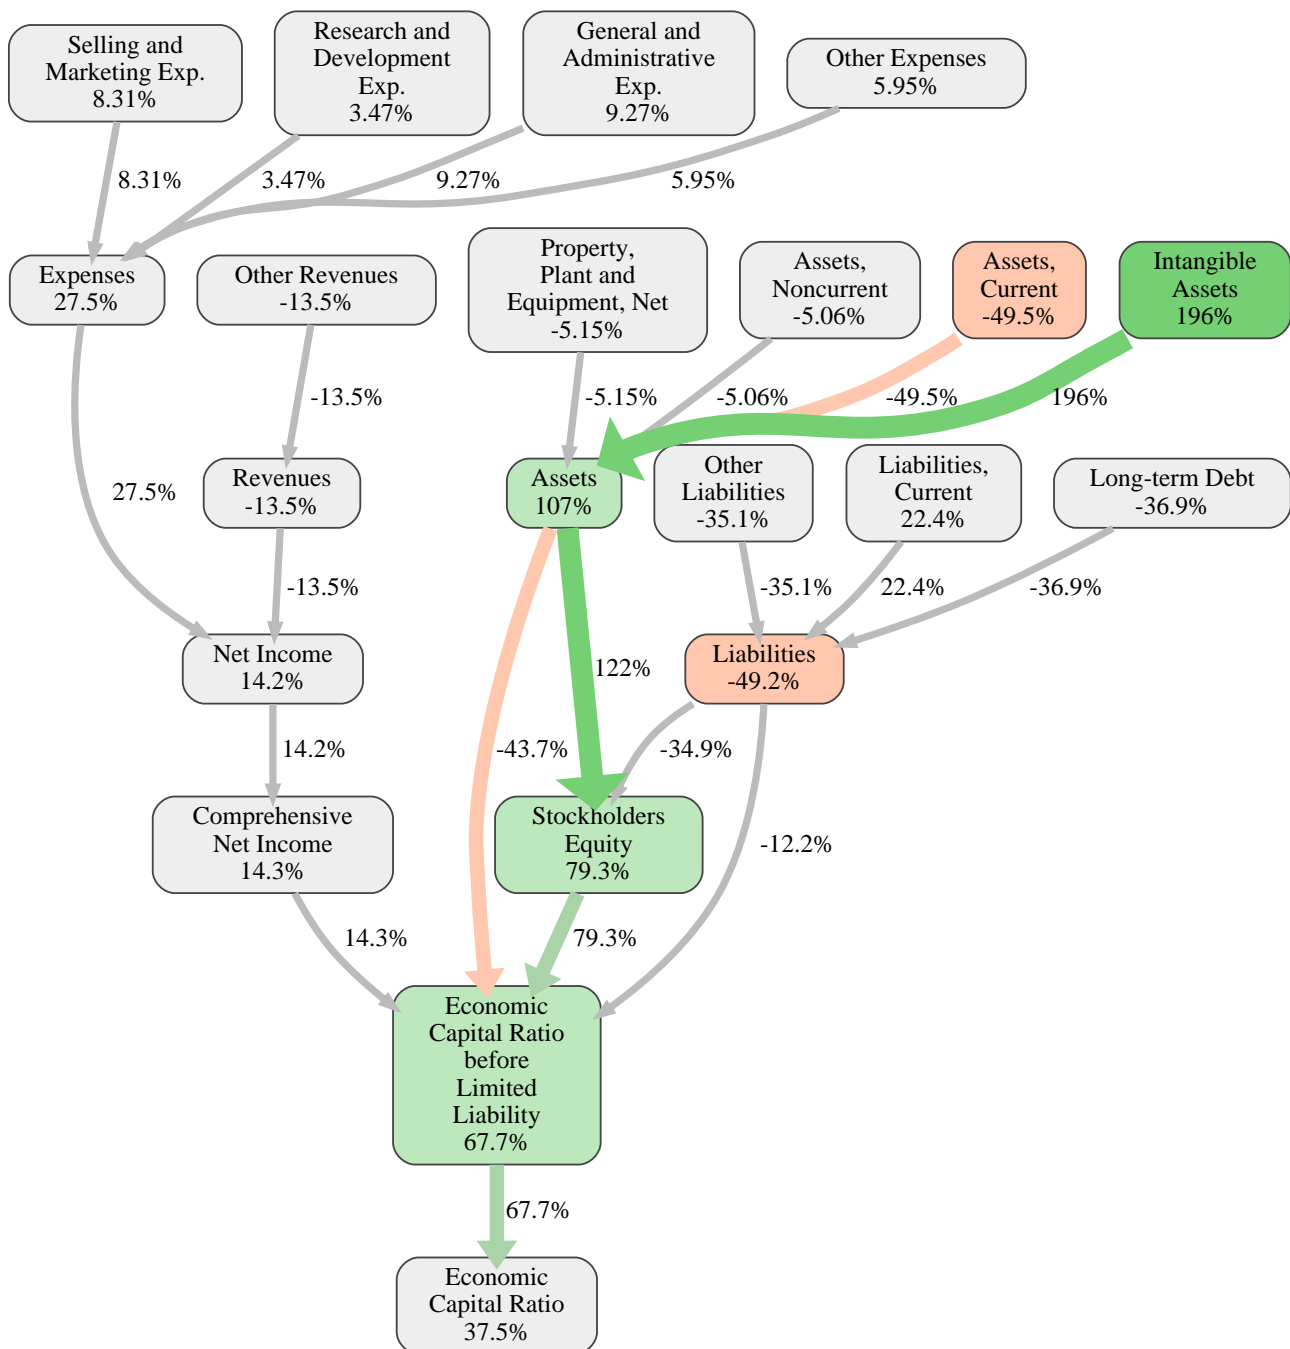 Selling and
Marketing Exp.
8.31%
Research and
Development
Exp.
3.47%
General and
Administrative
Exp.
9.27%
Other Expenses
5.95%
8.31%
3.47%
9.27%
5.95%
Expenses
27.5%
Other Revenues
-13.5%
Property,
Plant and
Equipment, Net
-5.15%
Assets,
Noncurrent
-5.06%
Assets,
Current
-49.5%
Intangible
Assets
196%
-13.5%
-5.15%
-5.06%
-49.5%
196%
27.5%
Revenues
-13.5%
Assets
107%
Other
Liabilities
-35.1%
Liabilities,
Current
22.4%
Long-term Debt
-36.9%
-13.5%
-35.1%
22.4%
-36.9%
Net Income
14.2%
122%
Liabilities
-49.2%
14.2%
-43.7%
-34.9%
Comprehensive
Net Income
14.3%
Stockholders
Equity
79.3%
-12.2%
14.3%
79.3%
Economic
Capital Ratio
before
Limited
Liability
67.7%
67.7%
Economic
Capital Ratio
37.5%